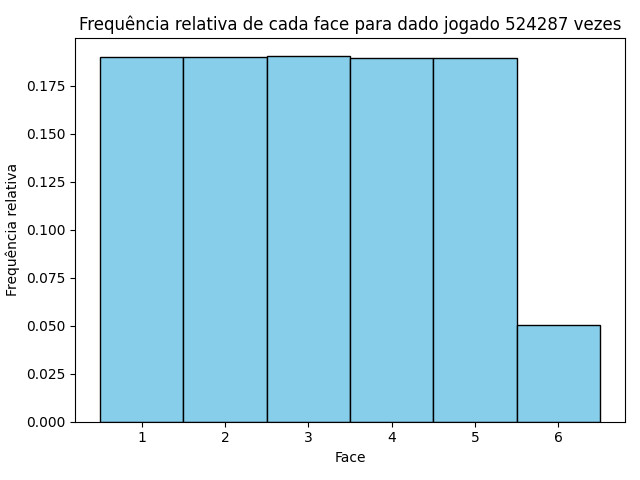 Frequência relativa de cada face para dado jogado 524287 vezes
0.175
0.150
0.125
0.100
0.075
0.050
0.025
0.000
Frequência relativa
1 2 3 4 5 6
Face